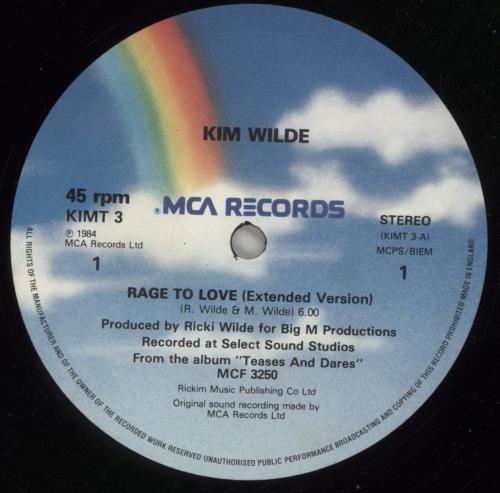 KIM WILDE
45 rpm
KIMT 3
℗ 1984
MCA Records Ltd
1
® MCA RECORDS
STEREO
(KIMT 3-A)
MCPS/BIEM
1
RAGE TO LOVE (Extended Version)
(R. Wilde & M. Wilde) 6.00
Produced by Ricki Wilde for Big M Productions
Recorded at Select Sound Studios
From the album "Teases And Dares"
MCF 3250
Rickim Music Publishing Co Ltd
Original sound recording made by
MCA Records Ltd
ALL RIGHTS OF THE MANUFACTURER AND OF THE OWNER OF THE RECORDED WORK RESERVED·UNAUTHORISED PUBLIC PERFORMANCE BROADCASTING AND COPYING OF THIS RECORD PROHIBITED·MADE IN ENGLAND